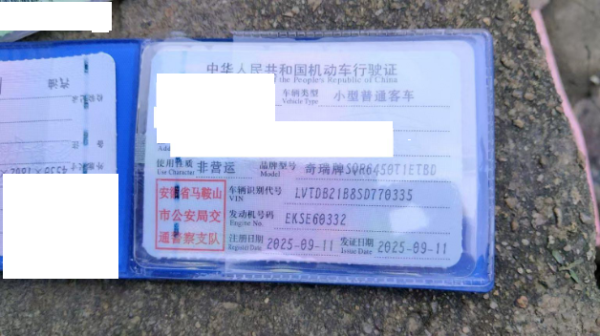 中华人民共和国机动车行驶证
the People's Republic of China
车辆类型 小型普通客车
Vehicle Type
使用性质 非营运 品牌型号 奇瑞牌SQR6450T1ETBD
Use Character Model
安徽省马鞍山
市公安局交
通警察支队
车辆识别代号 LVTDB21B8SD770335
VIN
发动机号码 EKSE60332
Engine No.
注册日期 2025-09-11 发证日期 2025-09-11
Register Date Issue Date